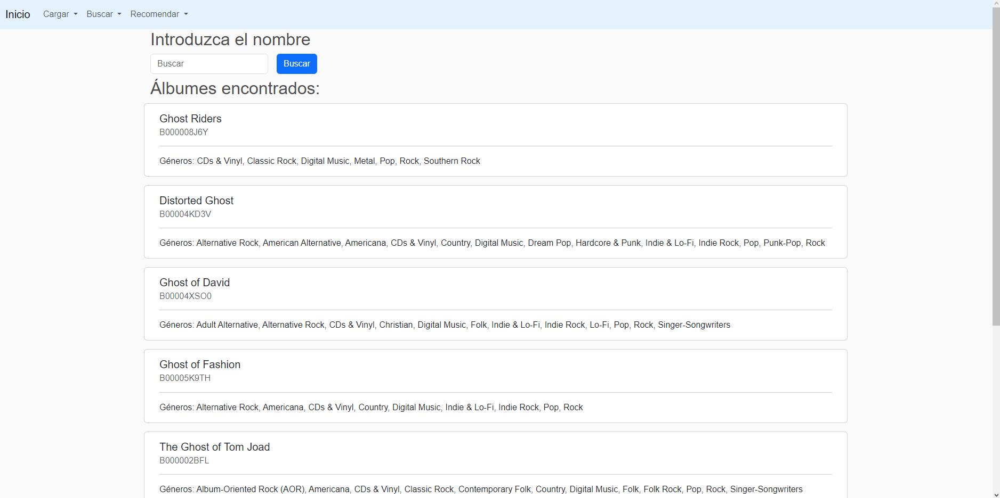 Inicio Cargar Buscar Recomendar
Introduzca el nombre
Buscar Buscar
Álbumes encontrados:
Ghost Riders
B000008J6Y
Géneros: CDs & Vinyl, Classic Rock, Digital Music, Metal, Pop, Rock, Southern Rock
Distorted Ghost
B00004KD3V
Géneros: Alternative Rock, American Alternative, Americana, CDs & Vinyl, Country, Digital Music, Dream Pop, Hardcore & Punk, Indie & Lo-Fi, Indie Rock, Pop, Punk-Pop, Rock
Ghost of David
B00004XSO0
Géneros: Adult Alternative, Alternative Rock, CDs & Vinyl, Christian, Digital Music, Folk, Indie & Lo-Fi, Indie Rock, Lo-Fi, Pop, Rock, Singer-Songwriters
Ghost of Fashion
B00005K9TH
Géneros: Alternative Rock, Americana, CDs & Vinyl, Country, Digital Music, Indie & Lo-Fi, Indie Rock, Pop, Rock
The Ghost of Tom Joad
B000002BFL
Géneros: Album-Oriented Rock (AOR), Americana, CDs & Vinyl, Classic Rock, Contemporary Folk, Country, Digital Music, Folk, Folk Rock, Pop, Rock, Singer-Songwriters